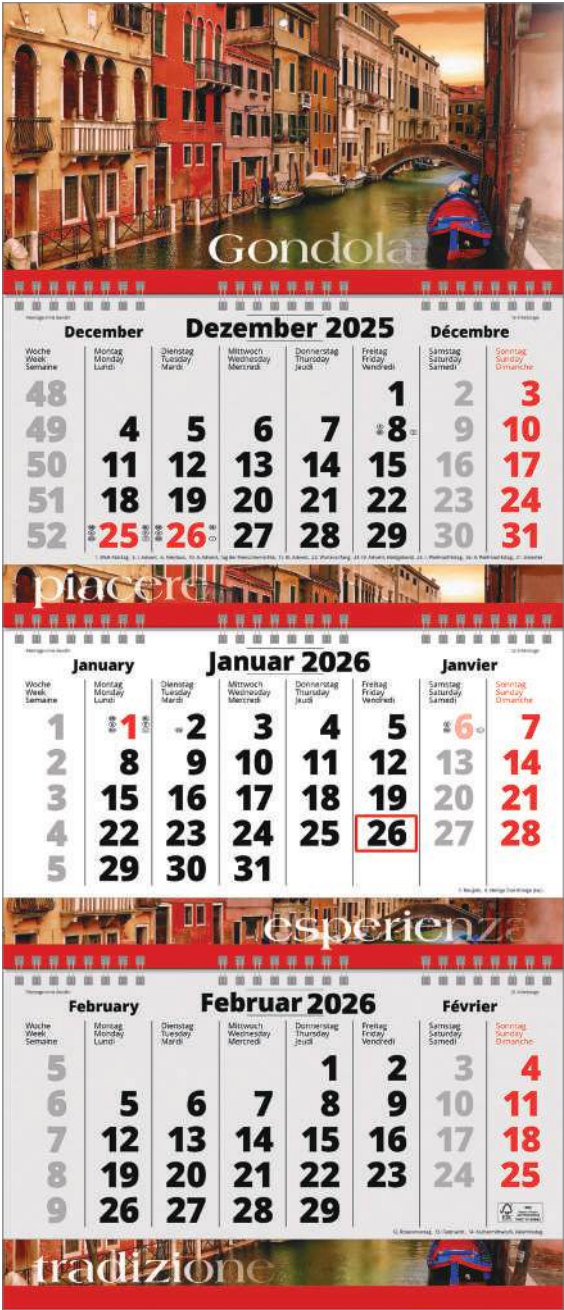 Gondola
December Dezember 2025 Décembre
Woche Montag Dienstag Mittwoch Donnerstag Freitag Samstag Sonntag
Week Monday Tuesday Wednesday Thursday Friday Saturday Sunday
Semaine Lundi Mardi Mercredi Jeudi Vendredi Samedi Dimanche
48 1 2 3
49 4 5 6 7 8 9 10
50 11 12 13 14 15 16 17
51 18 19 20 21 22 23 24
52 25 26 27 28 29 30 31
piacere
January Januar 2026 Janvier
Woche Montag Dienstag Mittwoch Donnerstag Freitag Samstag Sonntag
Week Monday Tuesday Wednesday Thursday Friday Saturday Sunday
Semaine Lundi Mardi Mercredi Jeudi Vendredi Samedi Dimanche
1 1 2 3 4 5 6 7
2 8 9 10 11 12 13 14
3 15 16 17 18 19 20 21
4 22 23 24 25 26 27 28
5 29 30 31
esperienza
February Februar 2026 Février
Woche Montag Dienstag Mittwoch Donnerstag Freitag Samstag Sonntag
Week Monday Tuesday Wednesday Thursday Friday Saturday Sunday
Semaine Lundi Mardi Mercredi Jeudi Vendredi Samedi Dimanche
5 1 2 3 4
6 5 6 7 8 9 10 11
7 12 13 14 15 16 17 18
8 19 20 21 22 23 24 25
9 26 27 28 29
tradizione